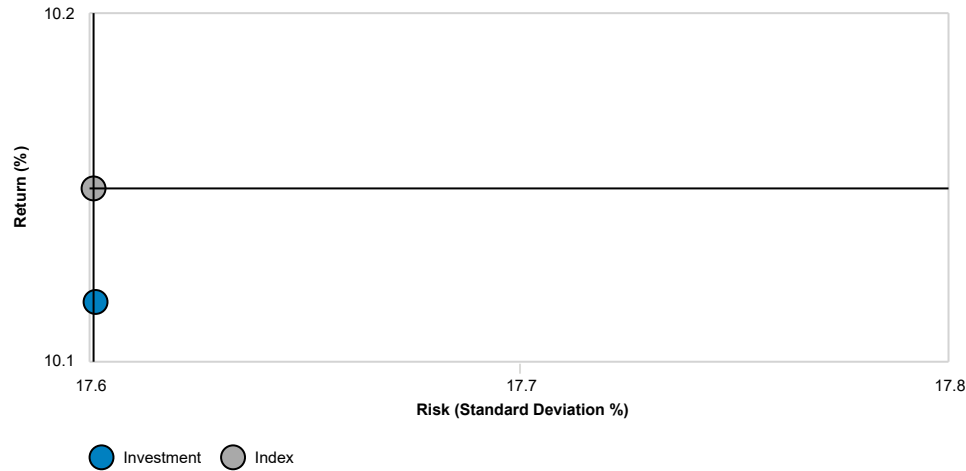 10.2
Return (%)
10.1
17.6 17.7 17.8
Risk (Standard Deviation %)
Investment Index